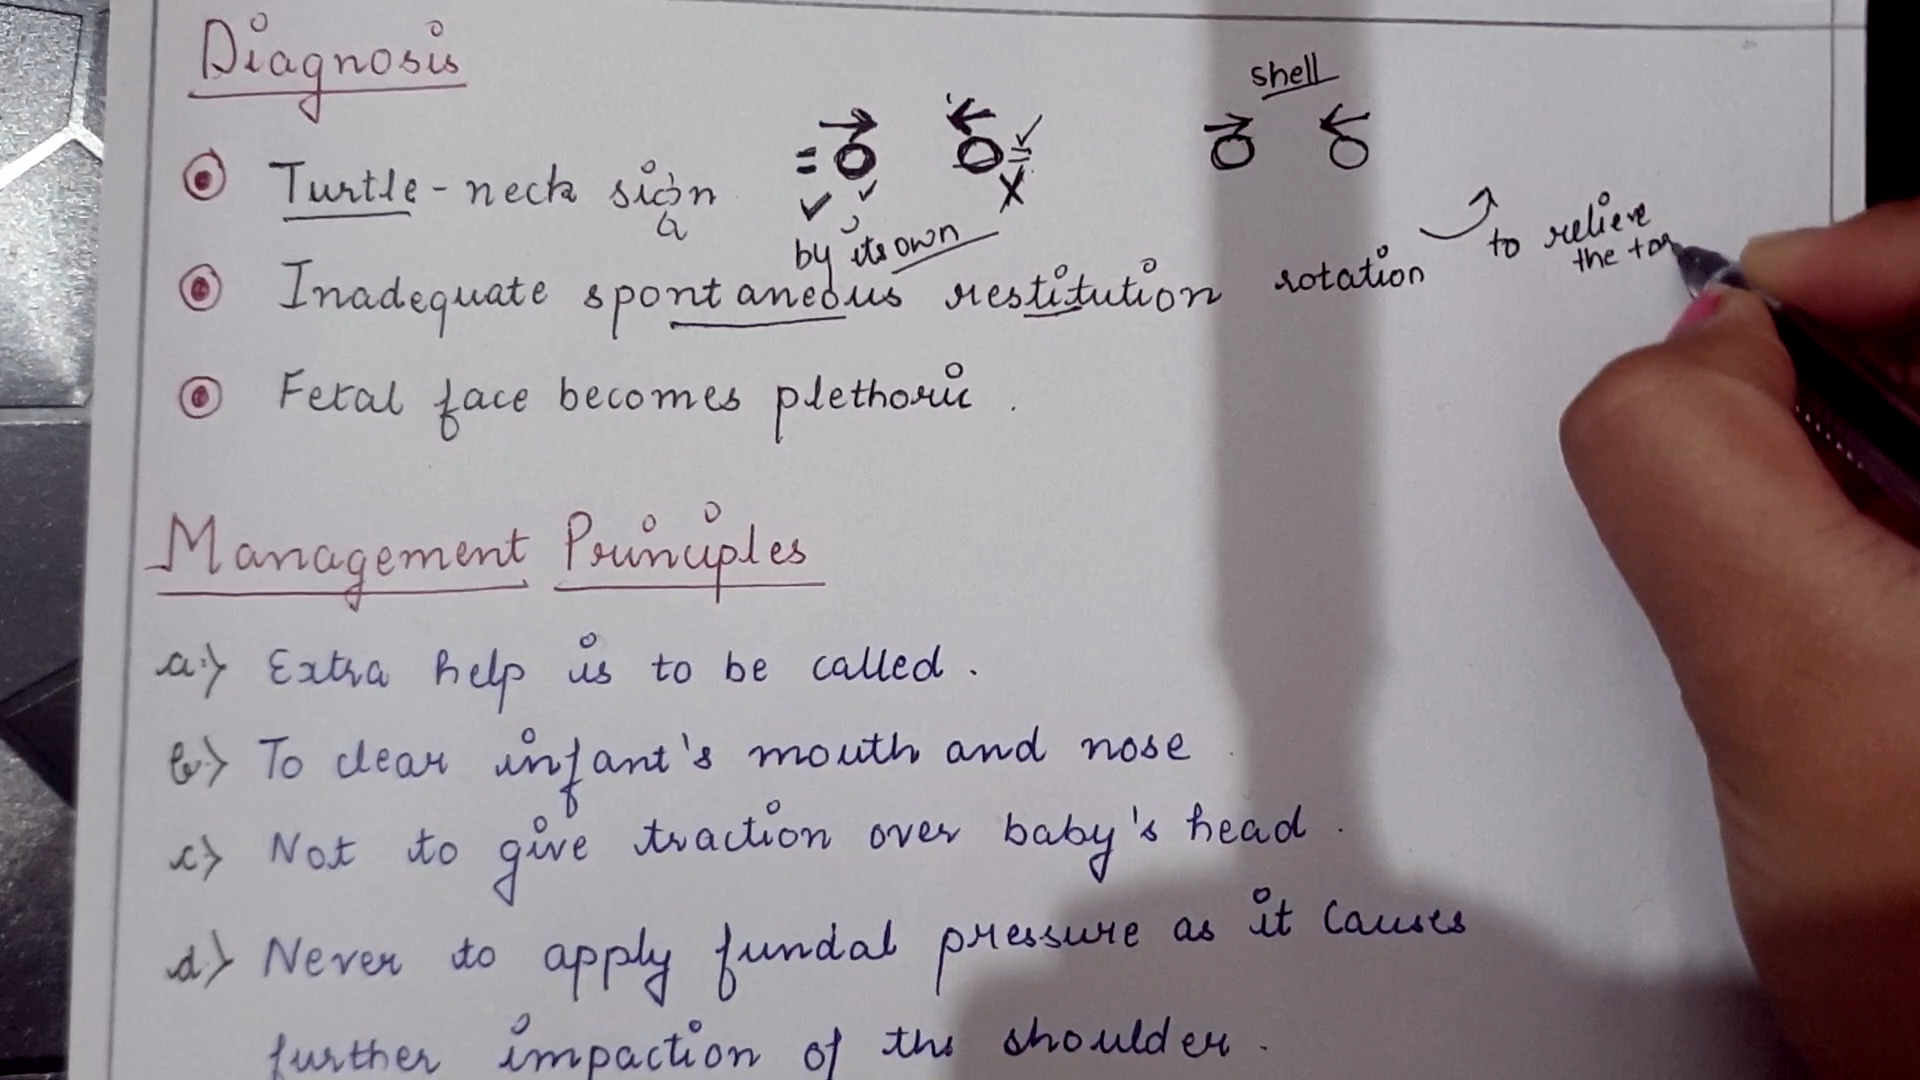 Diagnosis
shell
Turtle-neck sign
by its own
to relieve
the tor
Inadequate spontaneous restitution rotation
Fetal face becomes plethoric.
Management Principles
a:) Extra help is to be called.
b:) To clear infant's mouth and nose.
c:) Not to give traction over baby's head.
d:) Never to apply fundal pressure as it causes
further impaction of the shoulder.